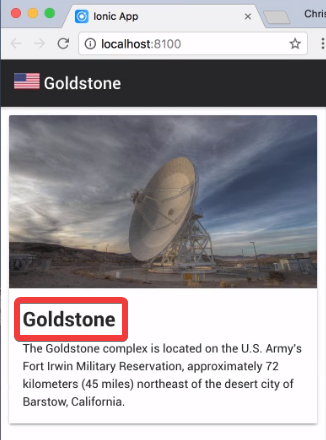 Ionic App
Chris
localhost:8100
Goldstone
Goldstone
The Goldstone complex is located on the U.S. Army's
Fort Irwin Military Reservation, approximately 72
kilometers (45 miles) northeast of the desert city of
Barstow, California.